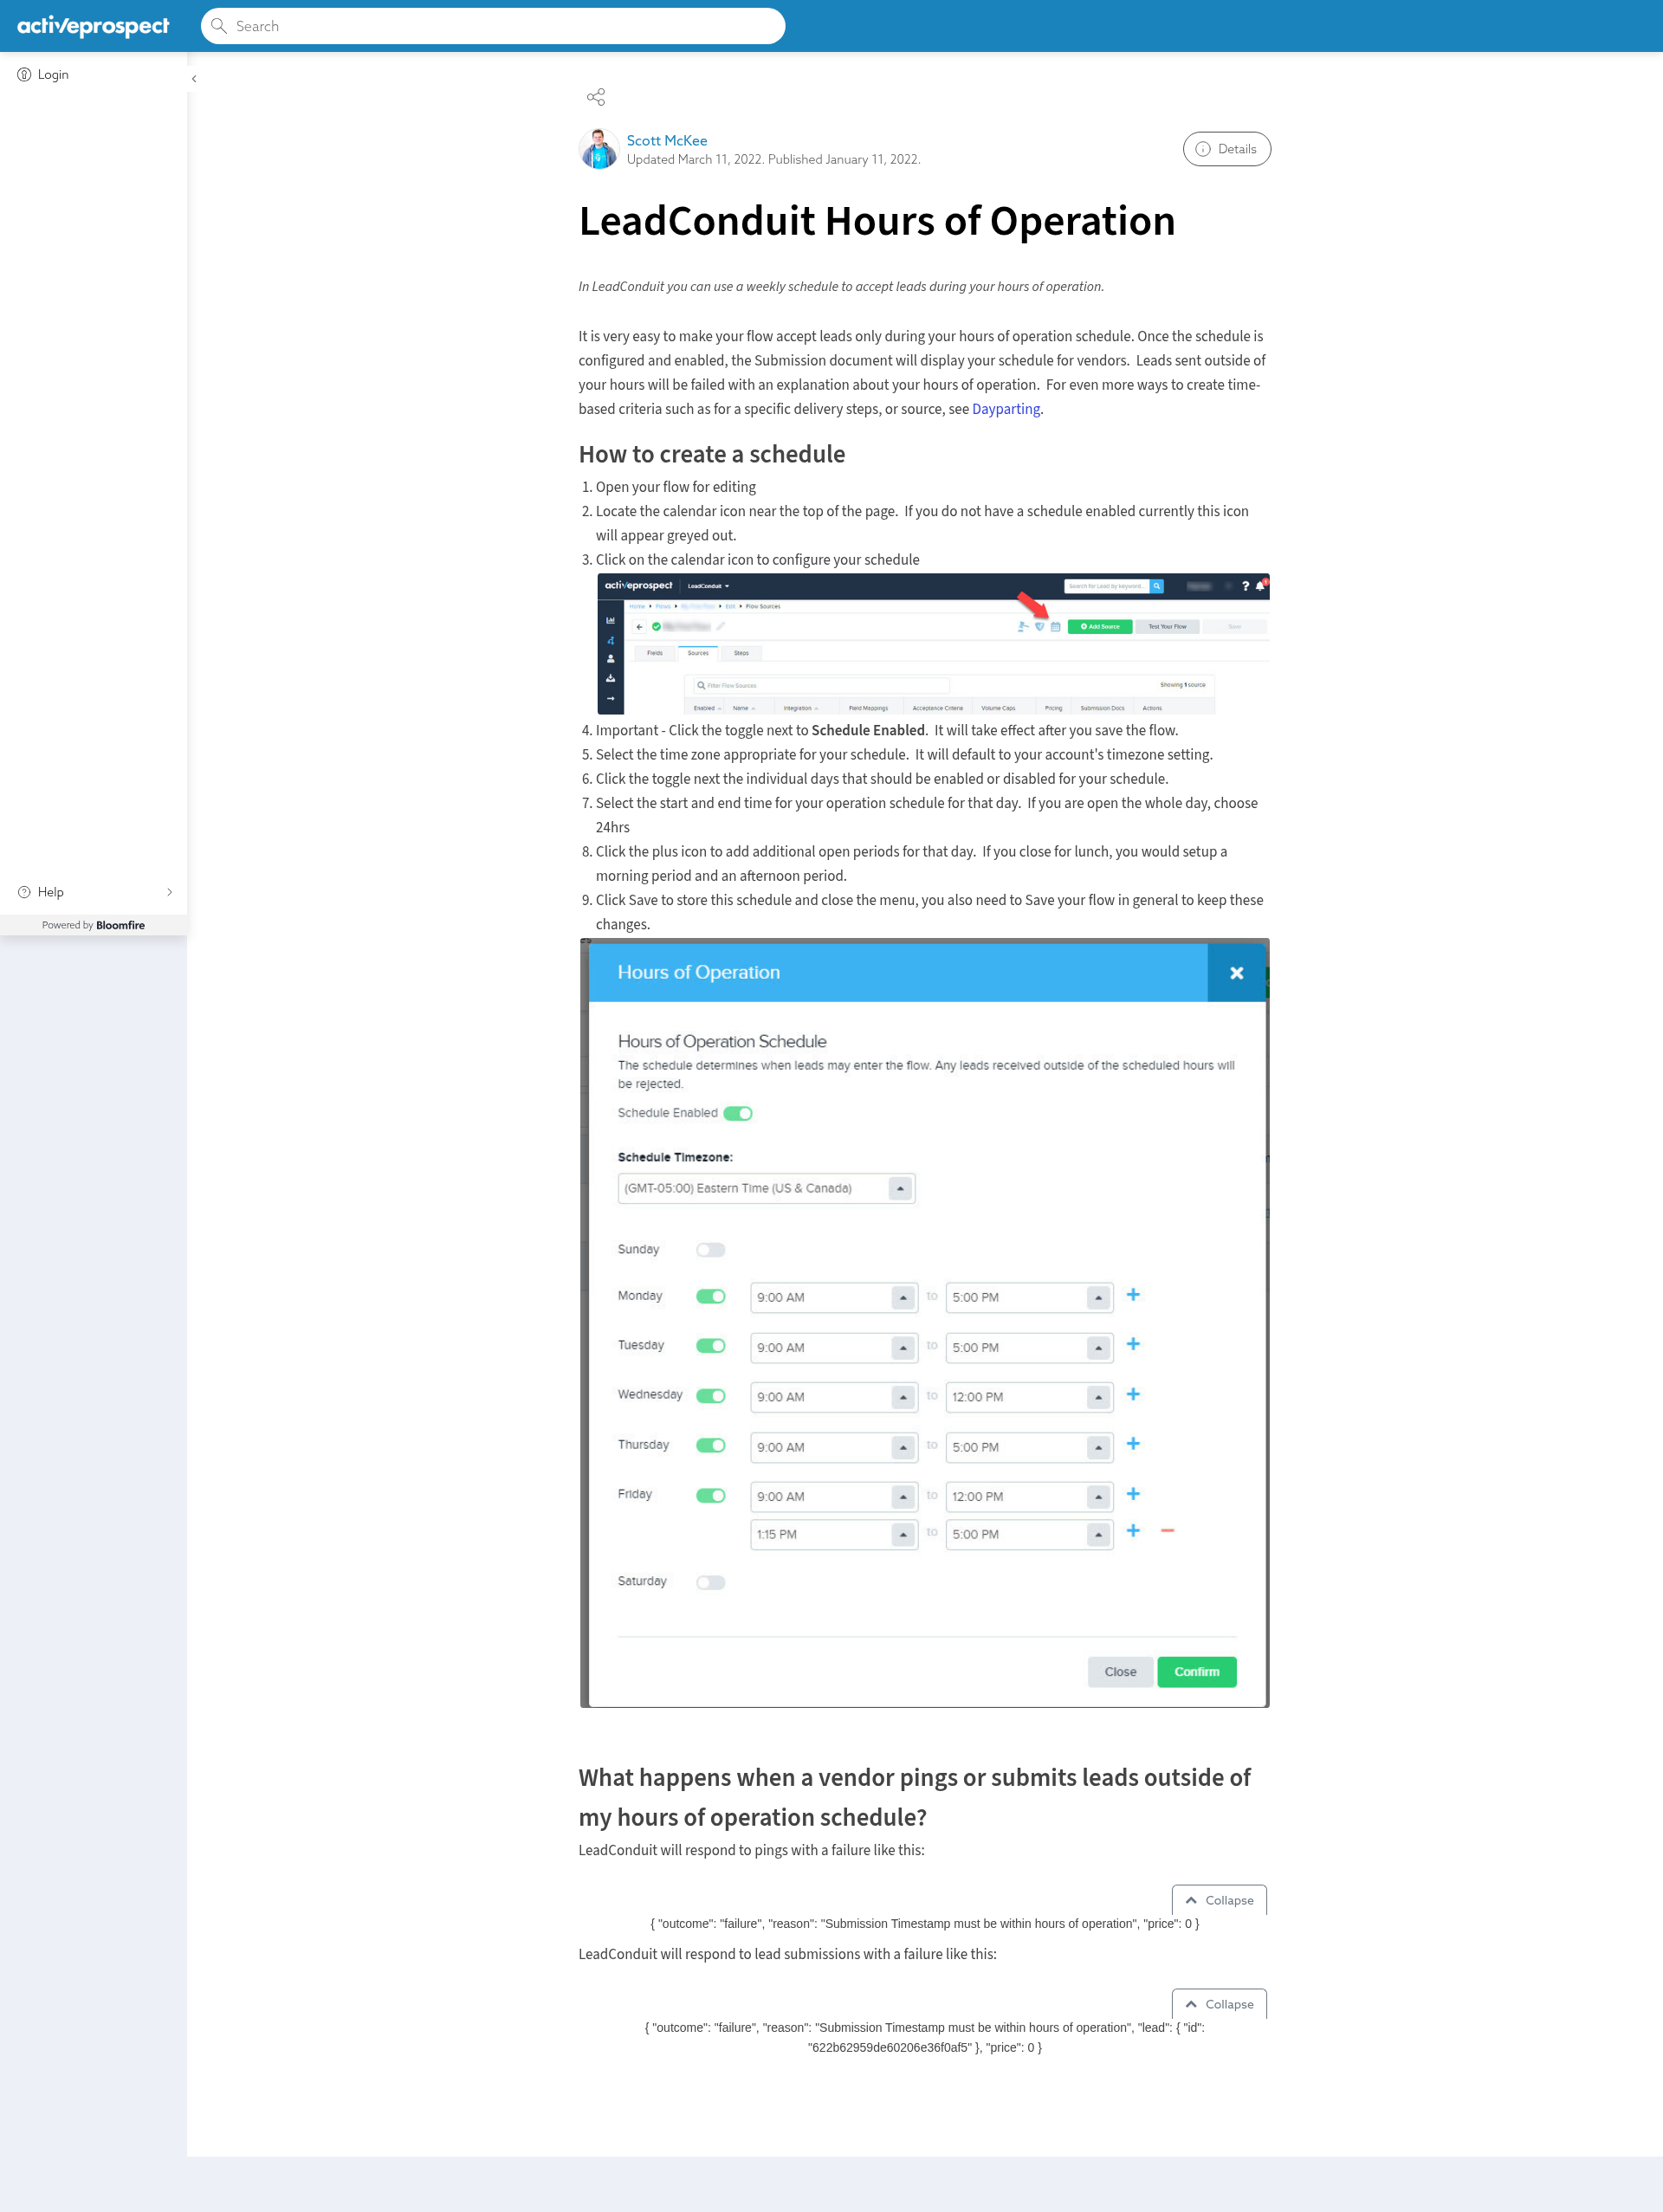 activeprospect
Search
Login
Scott McKee
Updated March 11, 2022. Published January 11, 2022.
Details
LeadConduit Hours of Operation
In LeadConduit you can use a weekly schedule to accept leads during your hours of operation.
It is very easy to make your flow accept leads only during your hours of operation schedule. Once the schedule is
configured and enabled, the Submission document will display your schedule for vendors.  Leads sent outside of
your hours will be failed with an explanation about your hours of operation.  For even more ways to create time-
based criteria such as for a specific delivery steps, or source, see Dayparting.
How to create a schedule
1. Open your flow for editing
2. Locate the calendar icon near the top of the page.  If you do not have a schedule enabled currently this icon
will appear greyed out.
3. Click on the calendar icon to configure your schedule
activeprospect LeadConduit Search for Lead by keyword...
Home Flows Edit Flow Sources
Add Source Test Your Flow Save
Fields Sources Steps
Filter Flow Sources Showing 1 source
Enabled Name Integration Field Mappings Acceptance Criteria Volume Caps Pricing Submission Docs Actions
4. Important - Click the toggle next to Schedule Enabled.  It will take effect after you save the flow.
5. Select the time zone appropriate for your schedule.  It will default to your account's timezone setting.
6. Click the toggle next the individual days that should be enabled or disabled for your schedule.
7. Select the start and end time for your operation schedule for that day.  If you are open the whole day, choose
24hrs
8. Click the plus icon to add additional open periods for that day.  If you close for lunch, you would setup a
morning period and an afternoon period.
Help
9. Click Save to store this schedule and close the menu, you also need to Save your flow in general to keep these
changes.
Powered by Bloomfire
Hours of Operation
Hours of Operation Schedule
The schedule determines when leads may enter the flow. Any leads received outside of the scheduled hours will
be rejected.
Schedule Enabled
Schedule Timezone:
(GMT-05:00) Eastern Time (US & Canada)
Sunday
Monday 9:00 AM to 5:00 PM +
Tuesday 9:00 AM to 5:00 PM +
Wednesday 9:00 AM to 12:00 PM +
Thursday 9:00 AM to 5:00 PM +
Friday 9:00 AM to 12:00 PM +
1:15 PM to 5:00 PM + −
Saturday
Close Confirm
What happens when a vendor pings or submits leads outside of
my hours of operation schedule?
LeadConduit will respond to pings with a failure like this:
Collapse
{ "outcome": "failure", "reason": "Submission Timestamp must be within hours of operation", "price": 0 }
LeadConduit will respond to lead submissions with a failure like this:
Collapse
{ "outcome": "failure", "reason": "Submission Timestamp must be within hours of operation", "lead": { "id":
"622b62959de60206e36f0af5" }, "price": 0 }